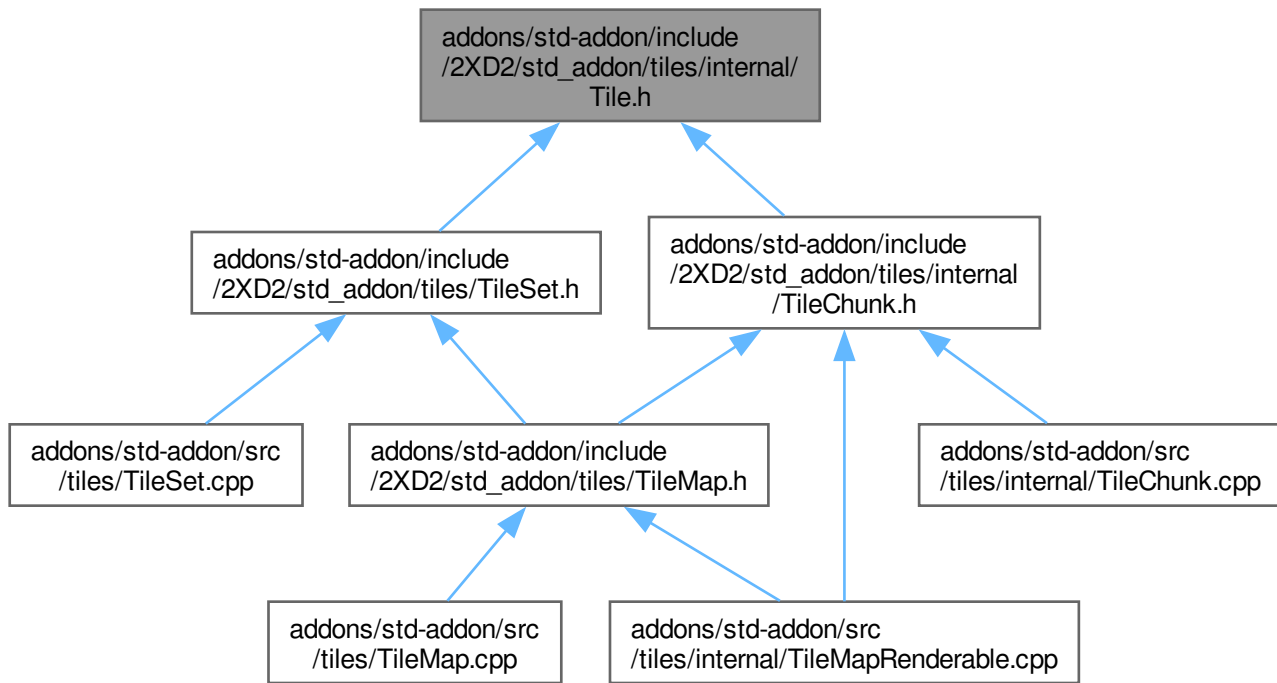 addons/std-addon/include
/2XD2/std_addon/tiles/internal/
Tile.h
addons/std-addon/include
/2XD2/std_addon/tiles/TileSet.h
addons/std-addon/include
/2XD2/std_addon/tiles/internal
/TileChunk.h
addons/std-addon/src
/tiles/TileSet.cpp
addons/std-addon/include
/2XD2/std_addon/tiles/TileMap.h
addons/std-addon/src
/tiles/internal/TileChunk.cpp
addons/std-addon/src
/tiles/TileMap.cpp
addons/std-addon/src
/tiles/internal/TileMapRenderable.cpp